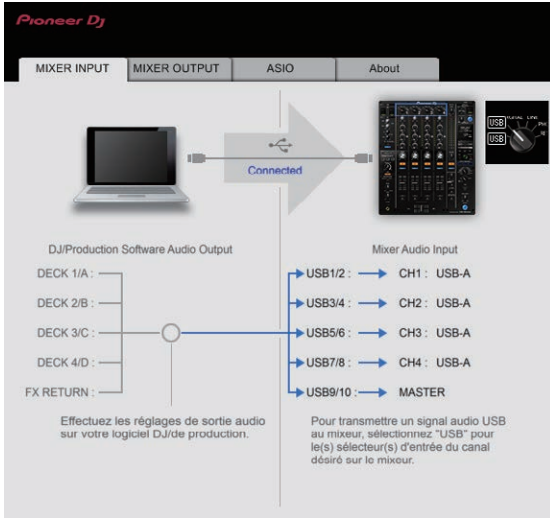 Pioneer Dj
MIXER INPUT
MIXER OUTPUT
ASIO
About
Connected
USB
USB
DJ/Production Software Audio Output
Mixer Audio Input
DECK 1/A :
USB1/2 :
CH1 : USB-A
DECK 2/B :
USB3/4 :
CH2 : USB-A
DECK 3/C :
USB5/6 :
CH3 : USB-A
DECK 4/D :
USB7/8 :
CH4 : USB-A
FX RETURN :
USB9/10 :
MASTER
Effectuez les réglages de sortie audio
sur votre logiciel DJ/de production.
Pour transmettre un signal audio USB
au mixeur, sélectionnez "USB" pour
le(s) sélecteur(s) d'entrée du canal
désiré sur le mixeur.